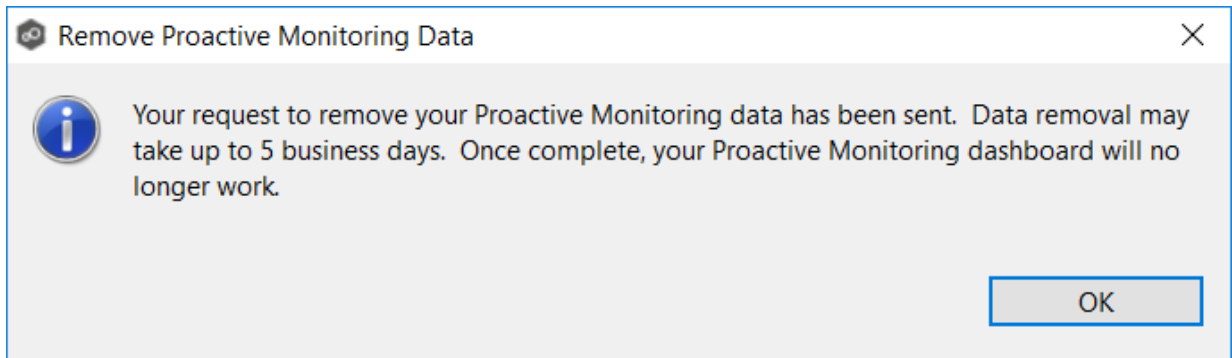 Remove Proactive Monitoring Data
Your request to remove your Proactive Monitoring data has been sent.  Data removal may
take up to 5 business days.  Once complete, your Proactive Monitoring dashboard will no
longer work.
OK